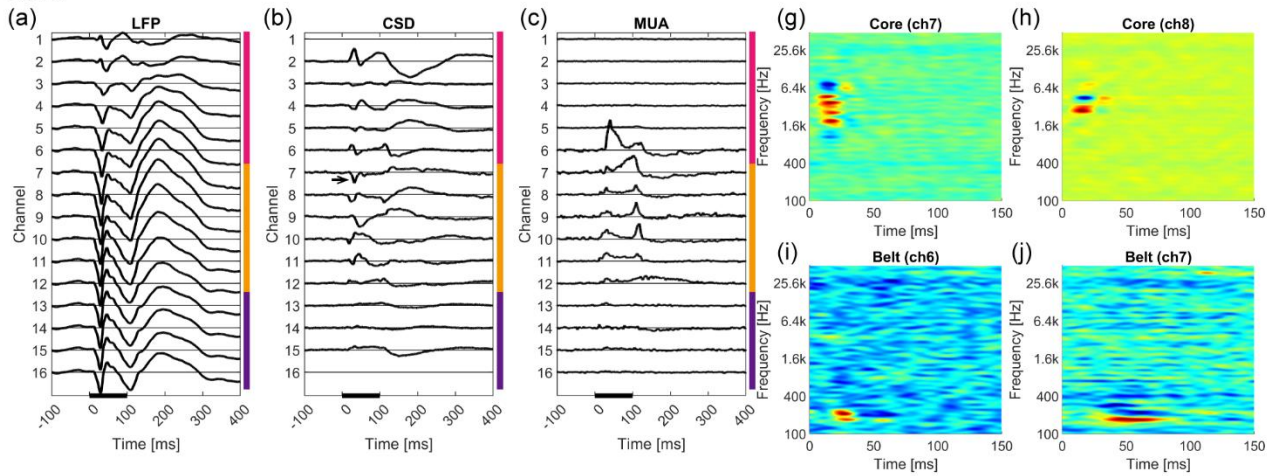 (a)
LFP
Channel
1
2
3
4
5
6
7
8
9
10
11
12
13
14
15
16
-100 0 100 200 300 400
Time [ms]
(b)
CSD
1
2
3
4
5
6
7
8
9
10
11
12
13
14
15
16
-100 0 100 200 300 400
Time [ms]
(c)
MUA
Channel
1
2
3
4
5
6
7
8
9
10
11
12
13
14
15
16
-100 0 100 200 300 400
Time [ms]
(g)
Core (ch7)
Frequency [Hz]
25.6k
6.4k
1.6k
400
100
0 50 100 150
Time [ms]
(h)
Core (ch8)
Frequency [Hz]
25.6k
6.4k
1.6k
400
100
0 50 100 150
Time [ms]
(i)
Belt (ch6)
Frequency [Hz]
25.6k
6.4k
1.6k
400
100
0 50 100 150
Time [ms]
(j)
Belt (ch7)
Frequency [Hz]
25.6k
6.4k
1.6k
400
100
0 50 100 150
Time [ms]